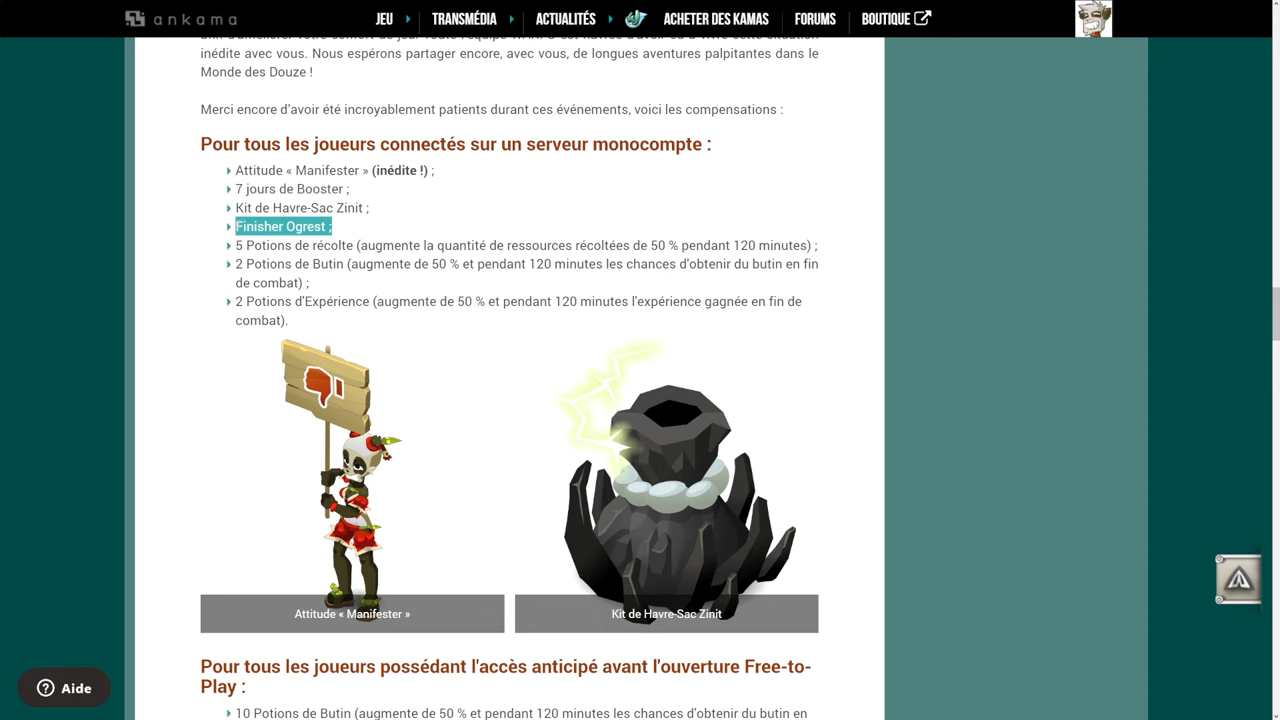 ankama
JEU TRANSMÉDIA ACTUALITÉS ACHETER DES KAMAS FORUMS BOUTIQUE
inédite avec vous. Nous espérons partager encore, avec vous, de longues aventures palpitantes dans le
Monde des Douze !
Merci encore d'avoir été incroyablement patients durant ces événements, voici les compensations :
Pour tous les joueurs connectés sur un serveur monocompte :
Attitude « Manifester » (inédite !) ;
7 jours de Booster ;
Kit de Havre-Sac Zinit ;
Finisher Ogrest ;
5 Potions de récolte (augmente la quantité de ressources récoltées de 50 % pendant 120 minutes) ;
2 Potions de Butin (augmente de 50 % et pendant 120 minutes les chances d'obtenir du butin en fin
de combat) ;
2 Potions d'Expérience (augmente de 50 % et pendant 120 minutes l'expérience gagnée en fin de
combat).
Attitude « Manifester »
Kit de Havre-Sac Zinit
Pour tous les joueurs possédant l'accès anticipé avant l'ouverture Free-to-
Play :
10 Potions de Butin (augmente de 50 % et pendant 120 minutes les chances d'obtenir du butin en
Aide